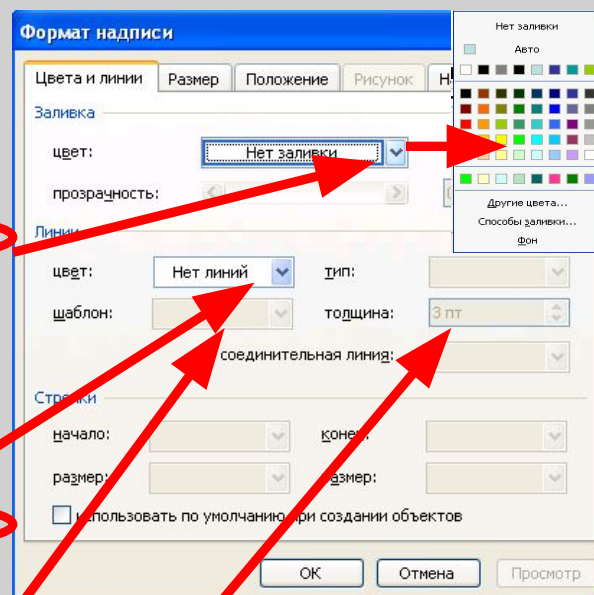 Формат надписи
Нет заливки
Авто
Цвета и линии Размер Положение Рисунок
Заливка
цвет: Нет заливки
прозрачность:
Другие цвета...
Способы заливки...
Фон
Линии
цвет: Нет линий тип:
шаблон: толщина: 3 пт
соединительная линия:
Стрелки
начало: конец:
размер: размер:
использовать по умолчанию при создании объектов
ОК Отмена Просмотр